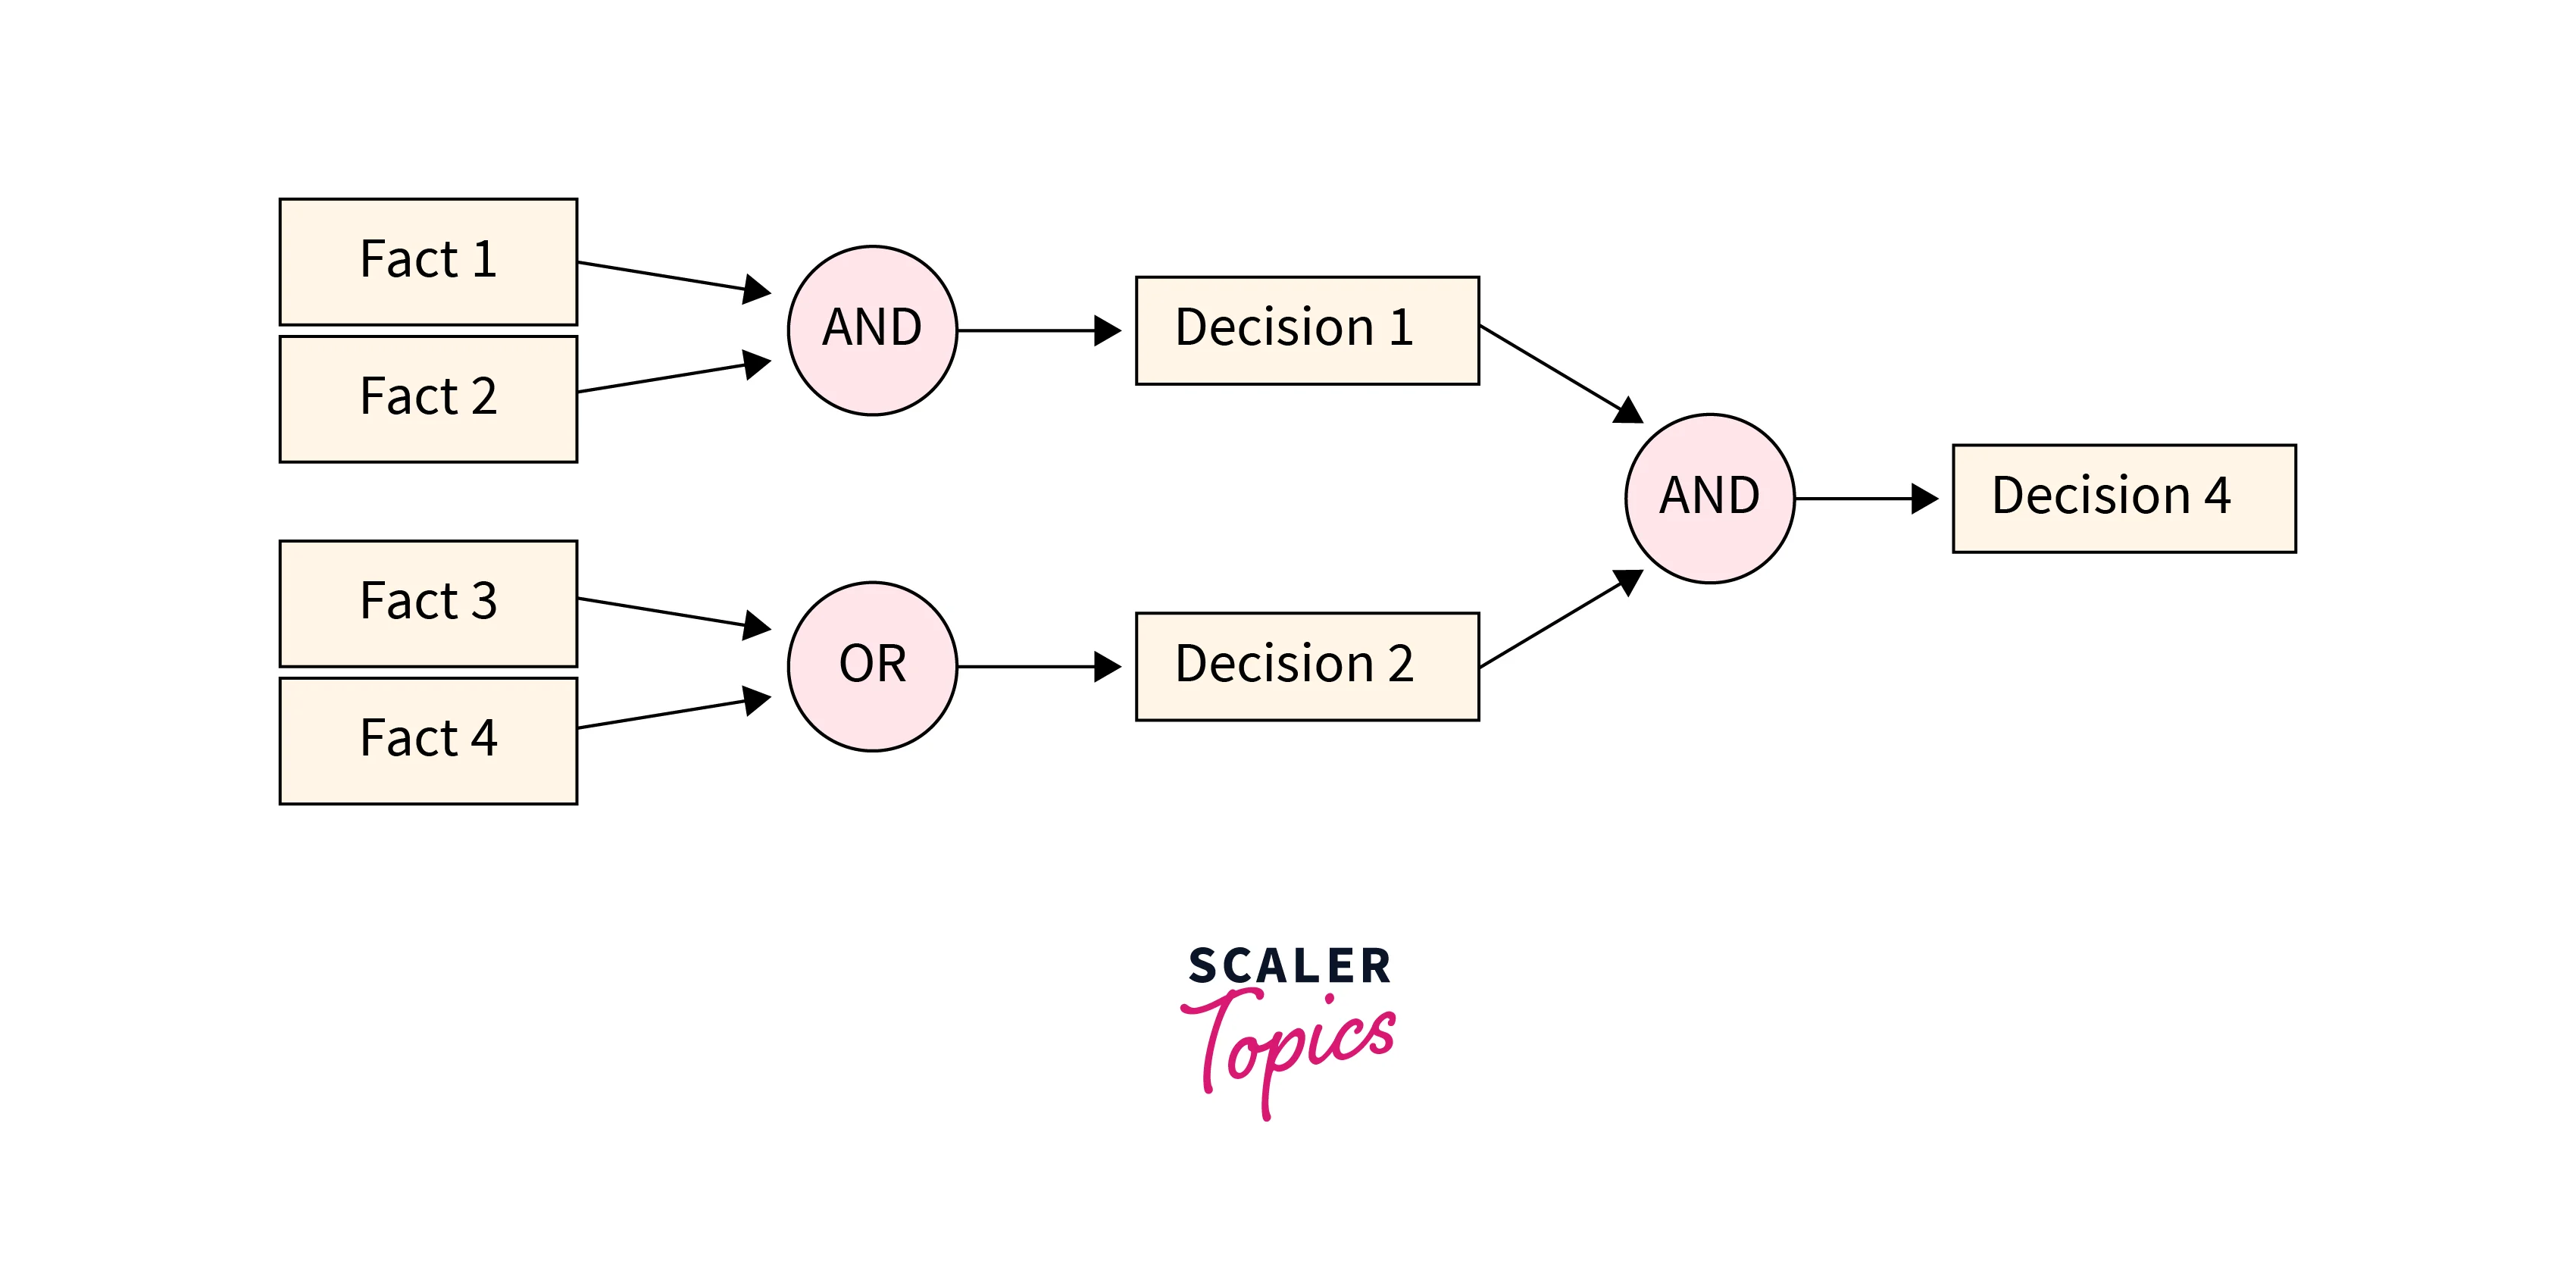 Fact 1
Fact 2
AND
Decision 1
Fact 3
Fact 4
OR
Decision 2
AND
Decision 4
SCALER
Topics